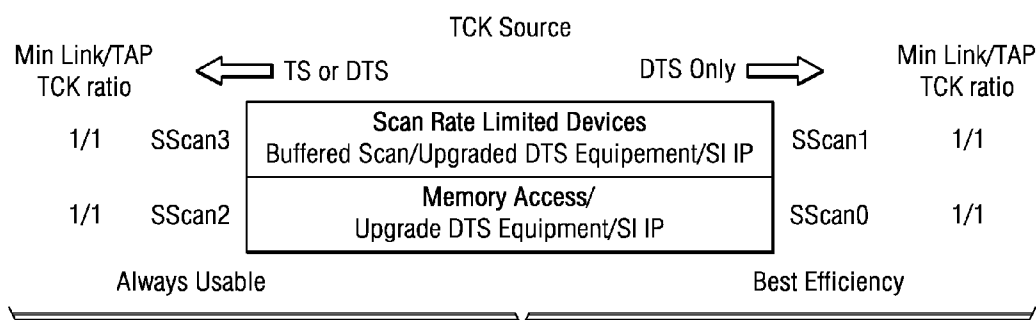 TCK Source
Min Link/TAP TS or DTS DTS Only Min Link/TAP
TCK ratio TCK ratio
1/1 SScan3 Scan Rate Limited Devices SScan1 1/1
Buffered Scan/Upgraded DTS Equipement/SI IP
1/1 SScan2 Memory Access/ SScan0 1/1
Upgrade DTS Equipment/SI IP
Always Usable Best Efficiency